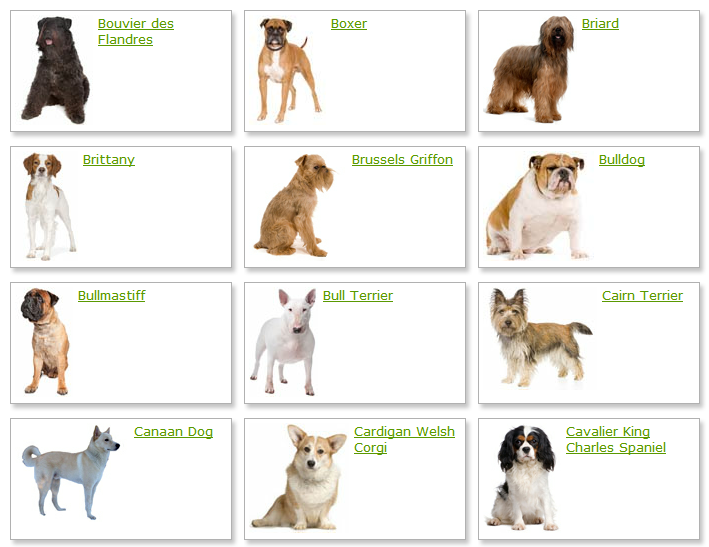 Bouvier des
Flandres
Boxer
Briard
Brittany
Brussels Griffon
Bulldog
Bullmastiff
Bull Terrier
Cairn Terrier
Canaan Dog
Cardigan Welsh
Corgi
Cavalier King
Charles Spaniel